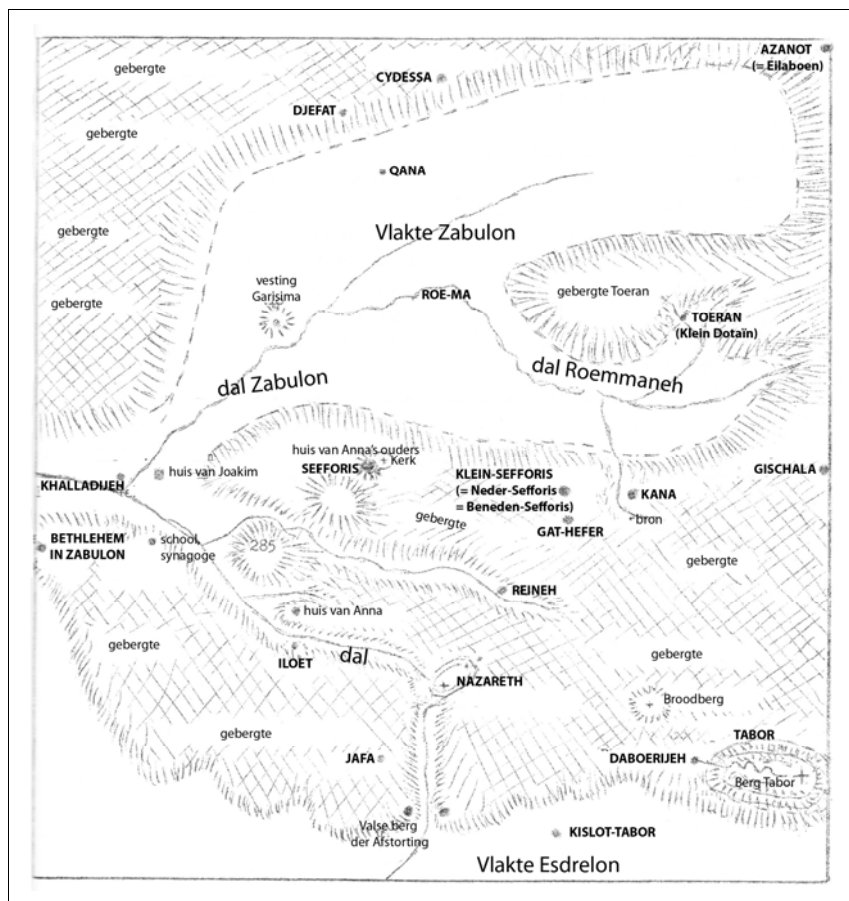 AZANOT
(= Eilaboen)
gebergte
CYDESSA
DJEFAT
gebergte
QANA
gebergte
Vlakte Zabulon
vesting
Garisima
ROE-MA
gebergte Toeran
gebergte
TOERAN
(Klein Dotaïn)
dal Zabulon
dal Roemmaneh
huis van Anna's ouders
Kerk
SEFFORIS
huis van Joakim
KHALLADIJEH
KLEIN-SEFFORIS
(= Neder-Sefforis
= Beneden-Sefforis)
GISCHALA
KANA
gebergte
bron
GAT-HEFER
BETHLEHEM
IN ZABULON
school,
synagoge
285
gebergte
REINEH
huis van Anna
gebergte
ILOET
dal
gebergte
NAZARETH
Broodberg
gebergte
TABOR
JAFA
DABOERIJEH
Berg Tabor
Valse berg
der Afstorting
KISLOT-TABOR
Vlakte Esdrelon